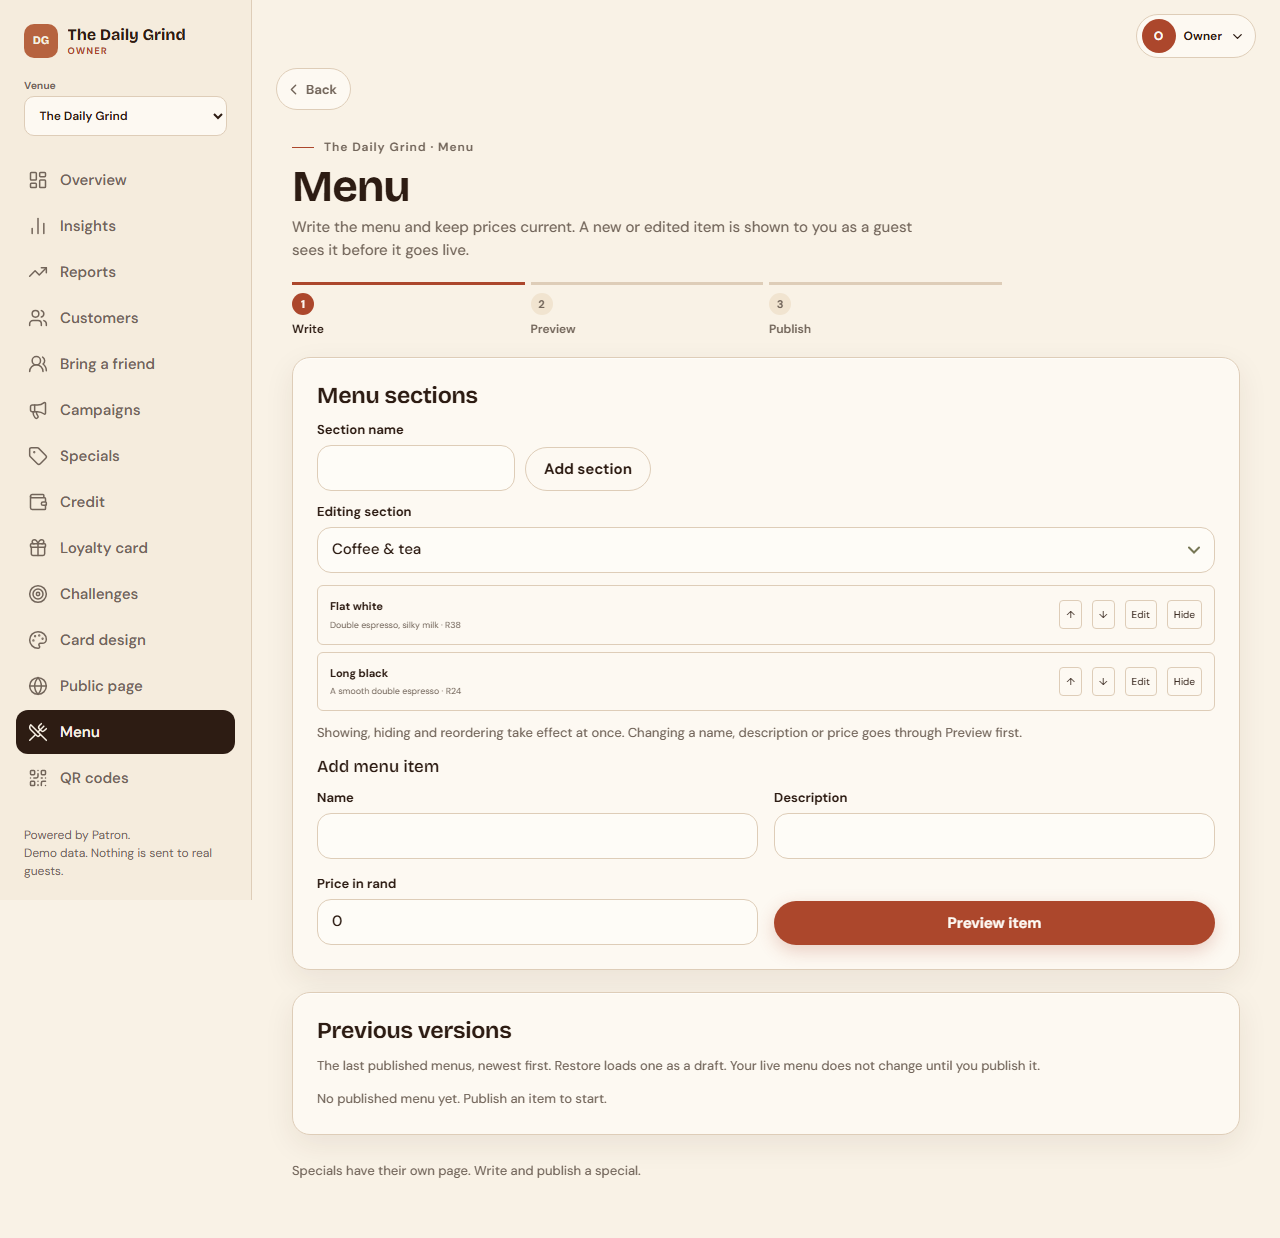 DG
The Daily Grind
OWNER
Venue
The Daily Grind
Overview
Insights
Reports
Customers
Bring a friend
Campaigns
Specials
Credit
Loyalty card
Challenges
Card design
Public page
Menu
QR codes
Powered by Patron.
Demo data. Nothing is sent to real
guests.
O
Owner
Back
The Daily Grind · Menu
Menu
Write the menu and keep prices current. A new or edited item is shown to you as a guest
sees it before it goes live.
1
Write
2
Preview
3
Publish
Menu sections
Section name
Add section
Editing section
Coffee & tea
Flat white
Double espresso, silky milk · R38
↑ ↓ Edit Hide
Long black
A smooth double espresso · R24
↑ ↓ Edit Hide
Showing, hiding and reordering take effect at once. Changing a name, description or price goes through Preview first.
Add menu item
Name
Description
Price in rand
0
Preview item
Previous versions
The last published menus, newest first. Restore loads one as a draft. Your live menu does not change until you publish it.
No published menu yet. Publish an item to start.
Specials have their own page. Write and publish a special.